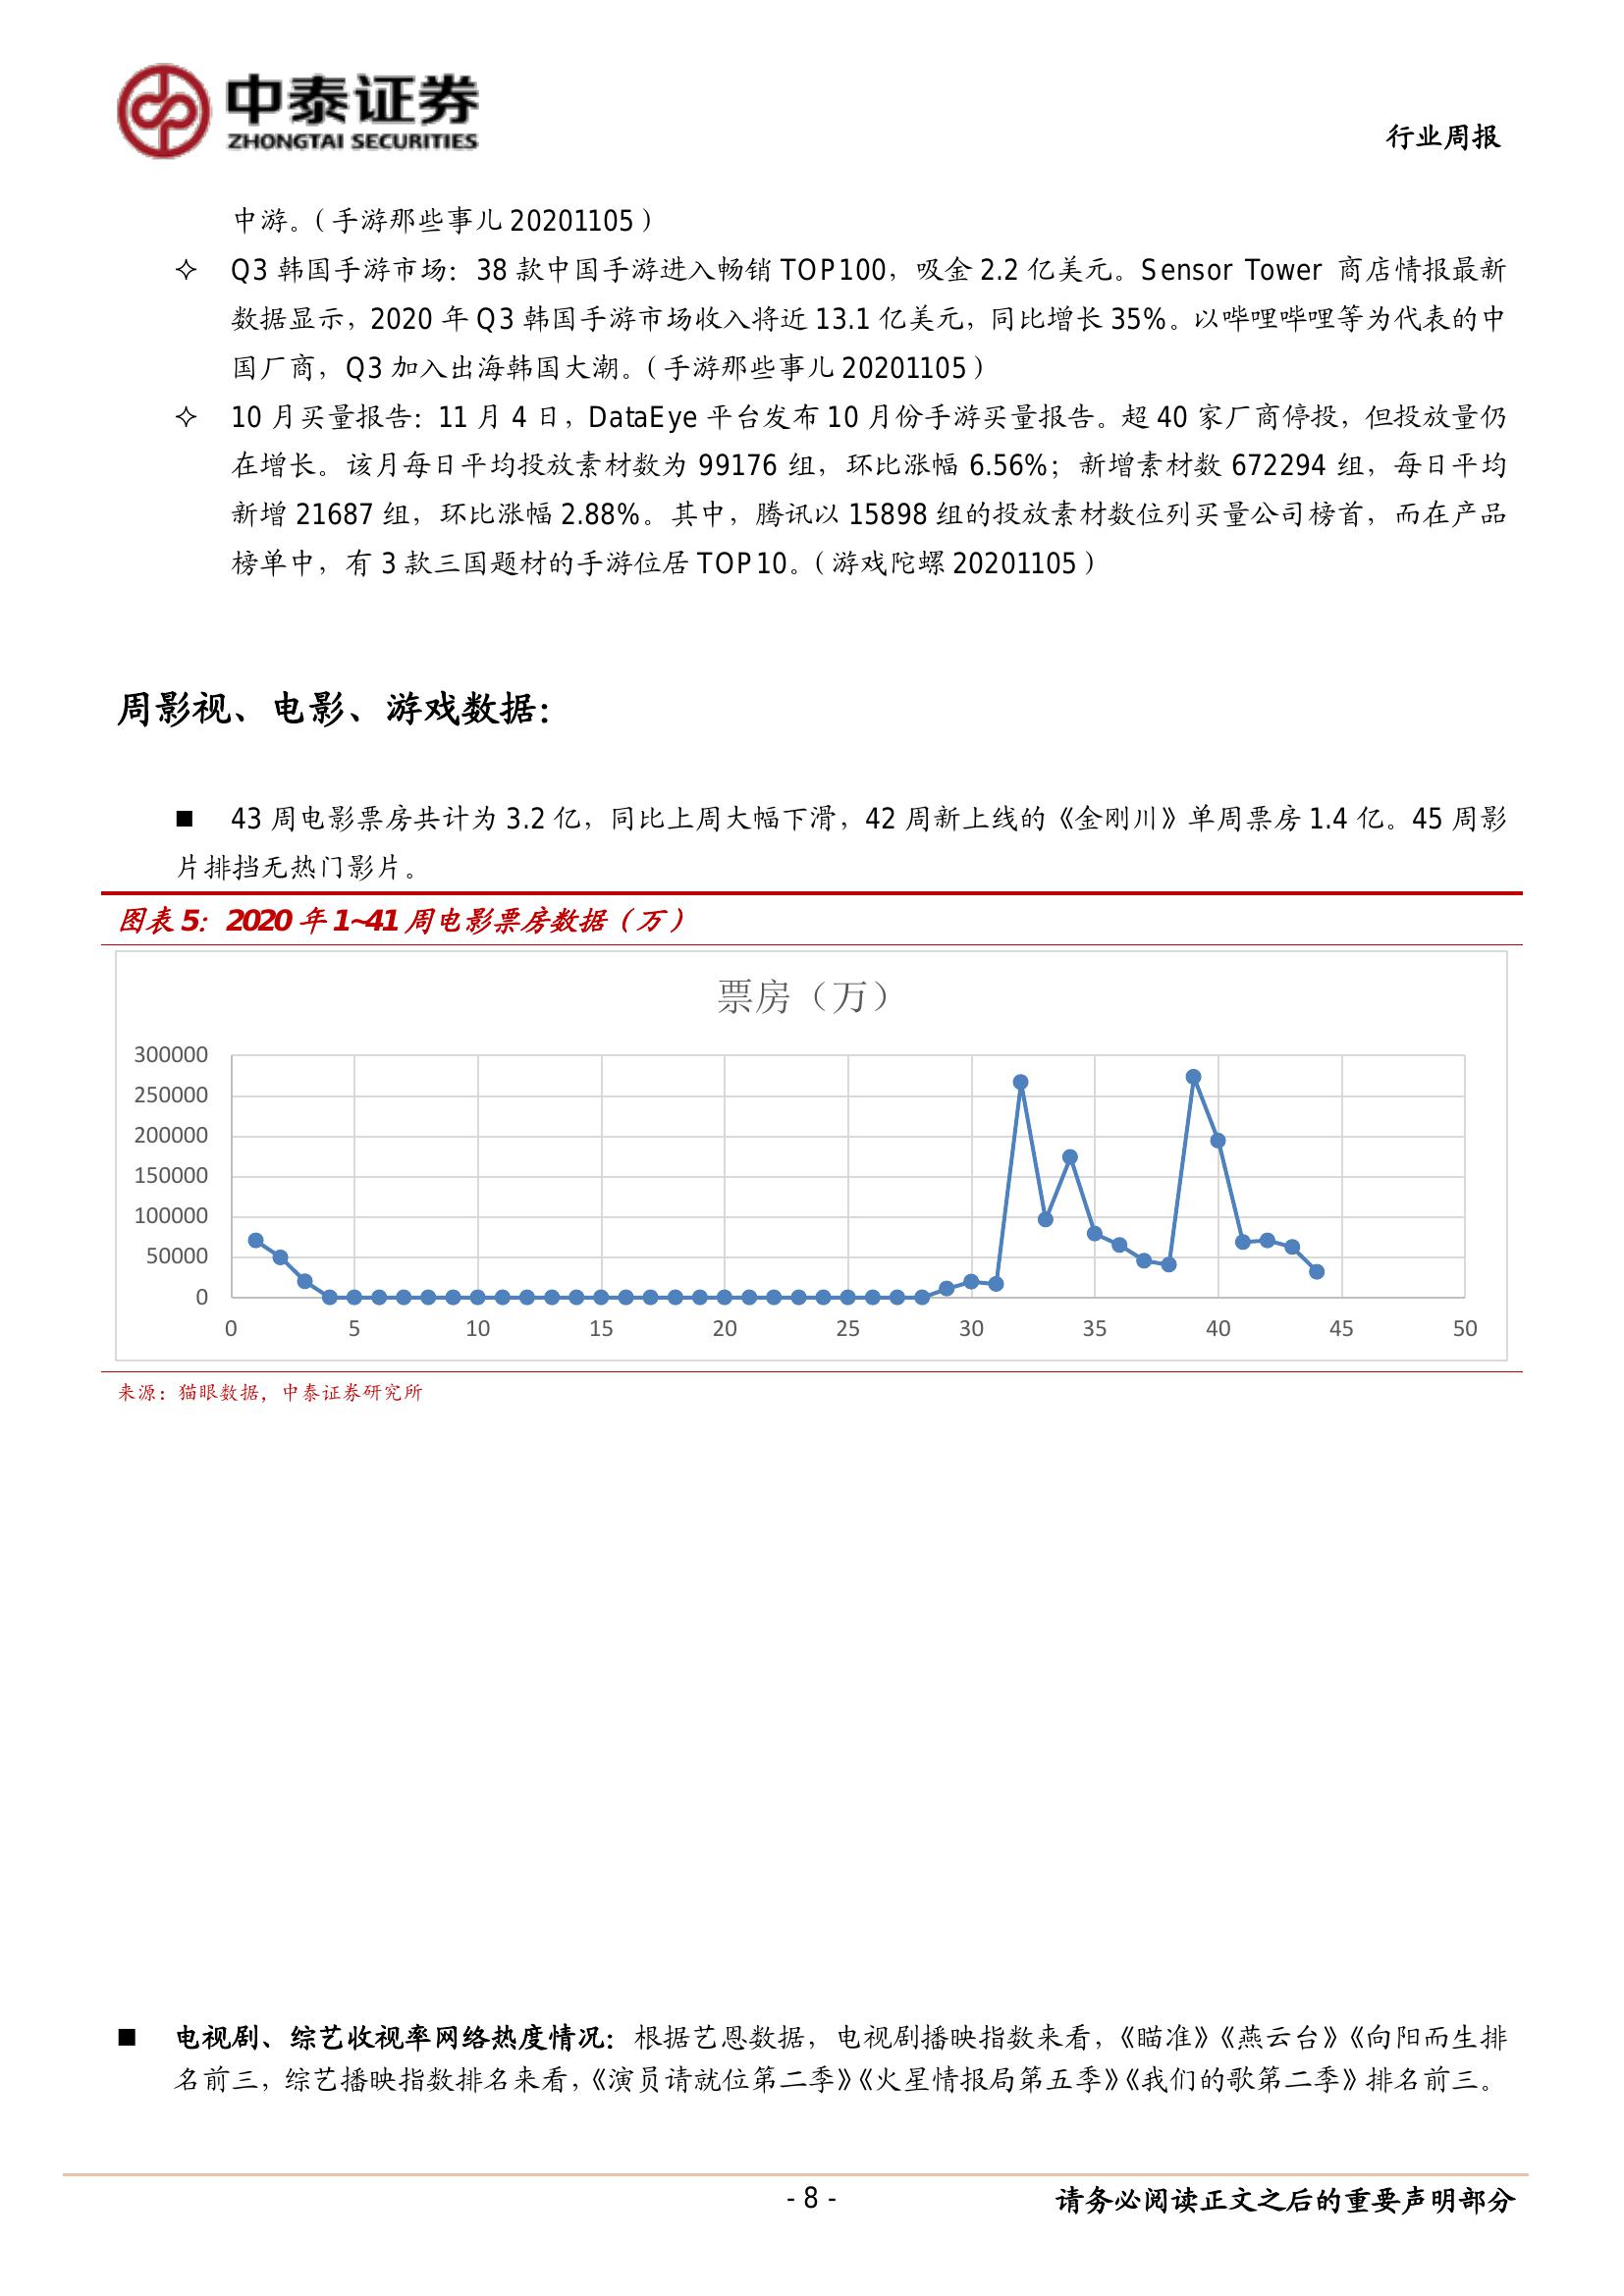 中泰证券
ZHONGTAI SECURITIES
行业周报
中游。(手游那些事儿 20201105)
✧ Q3 韩国手游市场：38 款中国手游进入畅销 TOP100，吸金 2.2 亿美元。Sensor Tower 商店情报最新
数据显示，2020 年 Q3 韩国手游市场收入将近 13.1 亿美元，同比增长 35%。以哔哩哔哩等为代表的中
国厂商，Q3 加入出海韩国大潮。(手游那些事儿 20201105)
✧ 10 月买量报告：11 月 4 日，DataEye 平台发布 10 月份手游买量报告。超 40 家厂商停投，但投放量仍
在增长。该月每日平均投放素材数为 99176 组，环比涨幅 6.56%；新增素材数 672294 组，每日平均
新增 21687 组，环比涨幅 2.88%。其中，腾讯以 15898 组的投放素材数位列买量公司榜首，而在产品
榜单中，有 3 款三国题材的手游位居 TOP10。(游戏陀螺 20201105)
周影视、电影、游戏数据：
■ 43 周电影票房共计为 3.2 亿，同比上周大幅下滑，42 周新上线的《金刚川》单周票房 1.4 亿。45 周影
片排挡无热门影片。
图表 5：2020 年 1~41 周电影票房数据（万）
票房（万）
300000
250000
200000
150000
100000
50000
0
0 5 10 15 20 25 30 35 40 45 50
来源：猫眼数据，中泰证券研究所
■ 电视剧、综艺收视率网络热度情况：根据艺恩数据，电视剧播映指数来看，《瞄准》《燕云台》《向阳而生排
名前三，综艺播映指数排名来看，《演员请就位第二季》《火星情报局第五季》《我们的歌第二季》排名前三。
- 8 -
请务必阅读正文之后的重要声明部分